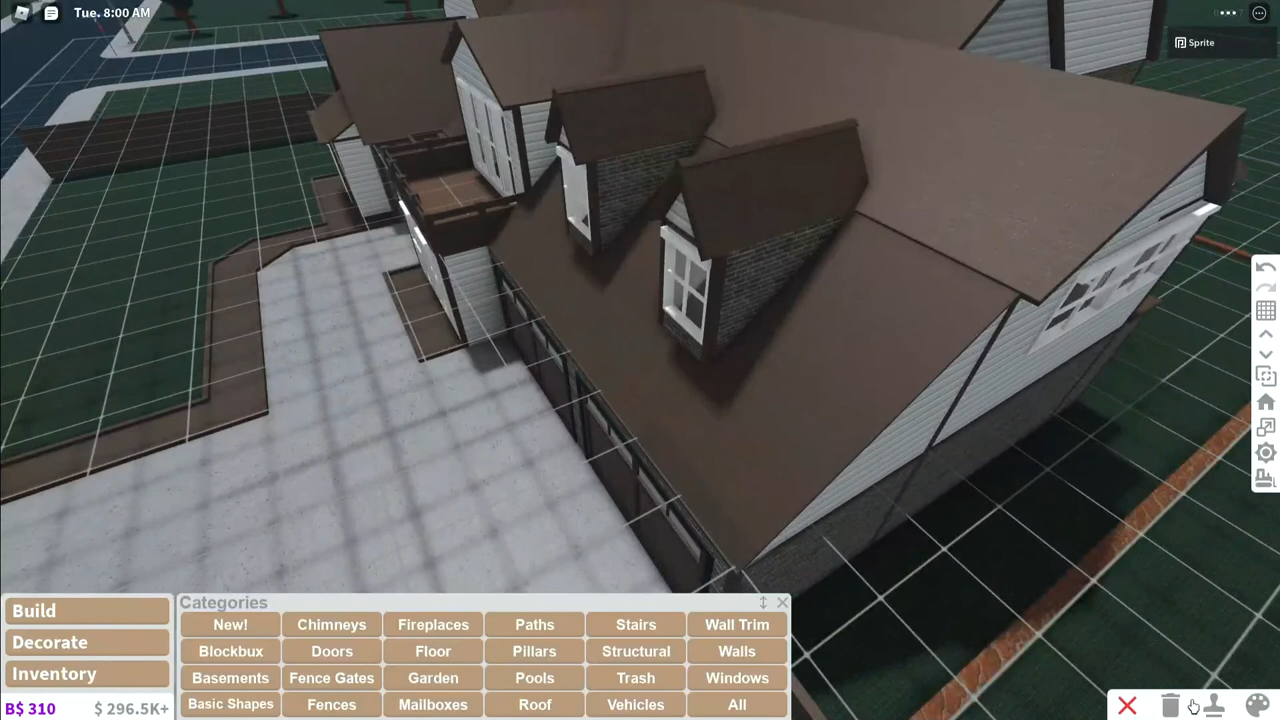 Tue. 8:00 AM
Sprite
Categories
Build
New!
Chimneys
Fireplaces
Paths
Stairs
Wall Trim
Decorate
Blockbux
Doors
Floor
Pillars
Structural
Walls
Inventory
Basements
Fence Gates
Garden
Pools
Trash
Windows
B$ 310
$ 296.5K+
Basic Shapes
Fences
Mailboxes
Roof
Vehicles
All